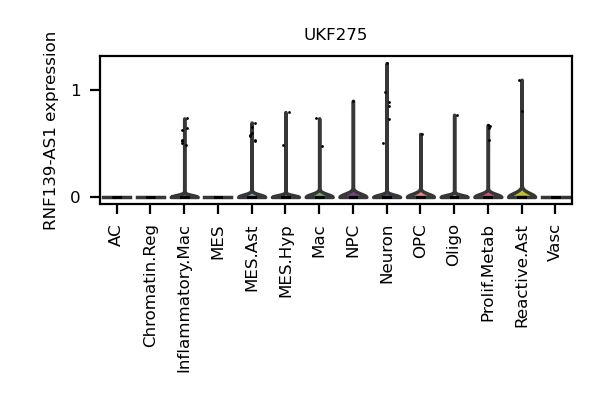 UKF275
RNF139-AS1 expression
1
0
AC
Chromatin.Reg
Inflammatory.Mac
MES
MES.Ast
MES.Hyp
Mac
NPC
Neuron
OPC
Oligo
Prolif.Metab
Reactive.Ast
Vasc